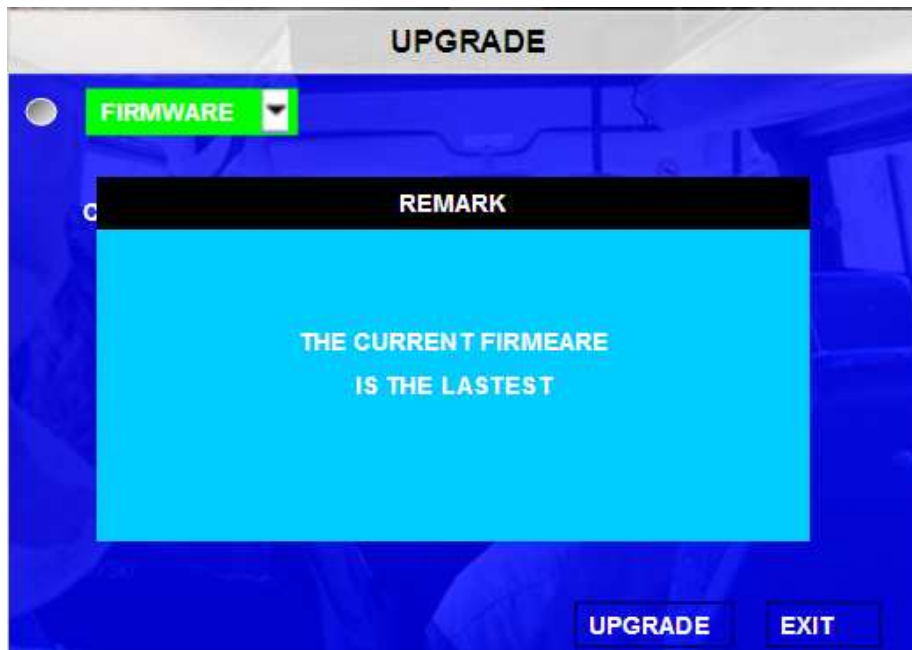 UPGRADE
FIRMWARE
C
REMARK
THE CURRENT FIRMEARE
IS THE LASTEST
UPGRADE EXIT